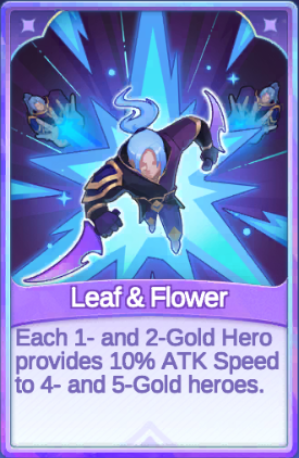 Leaf & Flower
Each 1- and 2-Gold Hero
provides 10% ATK Speed
to 4- and 5-Gold heroes.